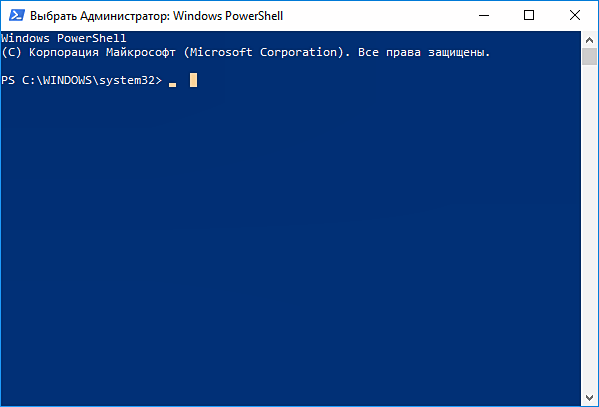 Выбрать Администратор: Windows PowerShell
Windows PowerShell
(C) Корпорация Майкрософт (Microsoft Corporation). Все права защищены.
PS C:\WINDOWS\system32>